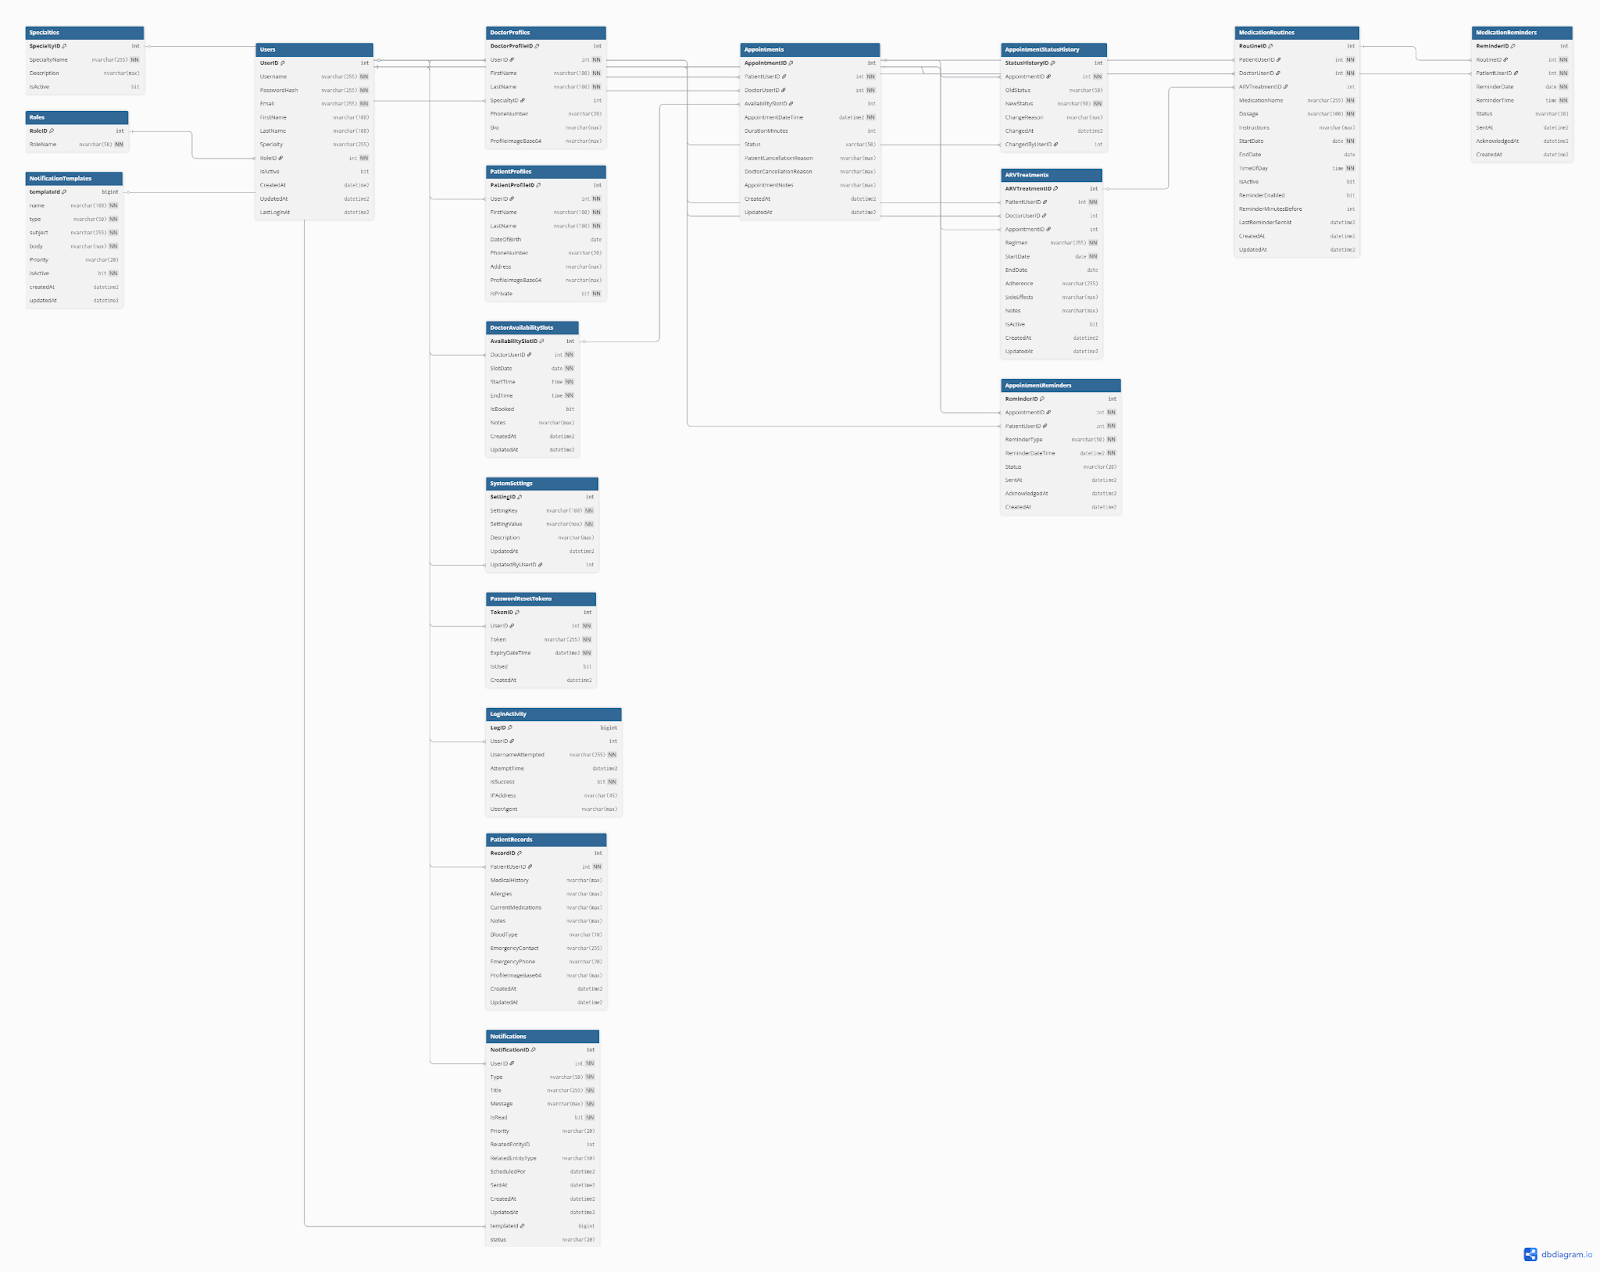 Specialties
SpecialtyID int
SpecialtyName nvarchar(255) NN
Description nvarchar(max)
IsActive bit
Roles
RoleID int
RoleName nvarchar(50) NN
NotificationTemplates
templateId bigint
name nvarchar(100) NN
type nvarchar(50) NN
subject nvarchar(255) NN
body nvarchar(max) NN
Priority nvarchar(20)
isActive bit NN
createdAt datetime2
updatedAt datetime2
Users
UserID int
Username nvarchar(255) NN
PasswordHash nvarchar(255) NN
Email nvarchar(255) NN
FirstName nvarchar(100)
LastName nvarchar(100)
Specialty nvarchar(255)
RoleID int NN
IsActive bit
CreatedAt datetime2
UpdatedAt datetime2
LastLoginAt datetime2
DoctorProfiles
DoctorProfileID int
UserID int NN
FirstName nvarchar(100) NN
LastName nvarchar(100) NN
SpecialtyID int
PhoneNumber nvarchar(20)
Bio nvarchar(max)
ProfileImageBase64 nvarchar(max)
PatientProfiles
PatientProfileID int
UserID int NN
FirstName nvarchar(100) NN
LastName nvarchar(100) NN
DateOfBirth date
PhoneNumber nvarchar(20)
Address nvarchar(max)
ProfileImageBase64 nvarchar(max)
IsPrivate bit NN
DoctorAvailabilitySlots
AvailabilitySlotID int
DoctorUserID int NN
SlotDate date NN
StartTime time NN
EndTime time NN
IsBooked bit
Notes nvarchar(max)
CreatedAt datetime2
UpdatedAt datetime2
SystemSettings
SettingID int
SettingKey nvarchar(100) NN
SettingValue nvarchar(max) NN
Description nvarchar(max)
UpdatedAt datetime2
UpdatedByUserID int
PasswordResetTokens
TokenID int
UserID int NN
Token nvarchar(255) NN
ExpiryDateTime datetime2 NN
IsUsed bit
CreatedAt datetime2
LoginActivity
LogID bigint
UserID int
UsernameAttempted nvarchar(255) NN
AttemptTime datetime2
IsSuccess bit NN
IPAddress nvarchar(45)
UserAgent nvarchar(max)
PatientRecords
RecordID int
PatientUserID int NN
MedicalHistory nvarchar(max)
Allergies nvarchar(max)
CurrentMedications nvarchar(max)
Notes nvarchar(max)
BloodType nvarchar(10)
EmergencyContact nvarchar(255)
EmergencyPhone nvarchar(20)
ProfileImageBase64 nvarchar(max)
CreatedAt datetime2
UpdatedAt datetime2
Notifications
NotificationID int
UserID int NN
Type nvarchar(50) NN
Title nvarchar(255) NN
Message nvarchar(max) NN
IsRead bit NN
Priority nvarchar(20)
RelatedEntityID int
RelatedEntityType nvarchar(50)
ScheduledFor datetime2
SentAt datetime2
CreatedAt datetime2
UpdatedAt datetime2
templateId bigint
status nvarchar(20)
Appointments
AppointmentID int
PatientUserID int NN
DoctorUserID int NN
AvailabilitySlotID int
AppointmentDateTime datetime2 NN
DurationMinutes int
Status varchar(50)
PatientCancellationReason nvarchar(max)
DoctorCancellationReason nvarchar(max)
AppointmentNotes nvarchar(max)
CreatedAt datetime2
UpdatedAt datetime2
AppointmentStatusHistory
StatusHistoryID int
AppointmentID int NN
OldStatus nvarchar(50)
NewStatus nvarchar(50) NN
ChangeReason nvarchar(max)
ChangedAt datetime2
ChangedByUserID int
ARVTreatments
ARVTreatmentID int
PatientUserID int NN
DoctorUserID int
AppointmentID int
Regimen nvarchar(255) NN
StartDate date NN
EndDate date
Adherence nvarchar(255)
SideEffects nvarchar(max)
Notes nvarchar(max)
IsActive bit
CreatedAt datetime2
UpdatedAt datetime2
AppointmentReminders
ReminderID int
AppointmentID int NN
PatientUserID int NN
ReminderType nvarchar(50) NN
ReminderDateTime datetime2 NN
Status nvarchar(20)
SentAt datetime2
AcknowledgedAt datetime2
CreatedAt datetime2
MedicationRoutines
RoutineID int
PatientUserID int NN
DoctorUserID int NN
ARVTreatmentID int
MedicationName nvarchar(255) NN
Dosage nvarchar(100) NN
Instructions nvarchar(max)
StartDate date NN
EndDate date
TimeOfDay time NN
IsActive bit
ReminderEnabled bit
ReminderMinutesBefore int
LastReminderSentAt datetime2
CreatedAt datetime2
UpdatedAt datetime2
MedicationReminders
ReminderID int
RoutineID int NN
PatientUserID int NN
ReminderDate date NN
ReminderTime time NN
Status nvarchar(20)
SentAt datetime2
AcknowledgedAt datetime2
CreatedAt datetime2
dbdiagram.io